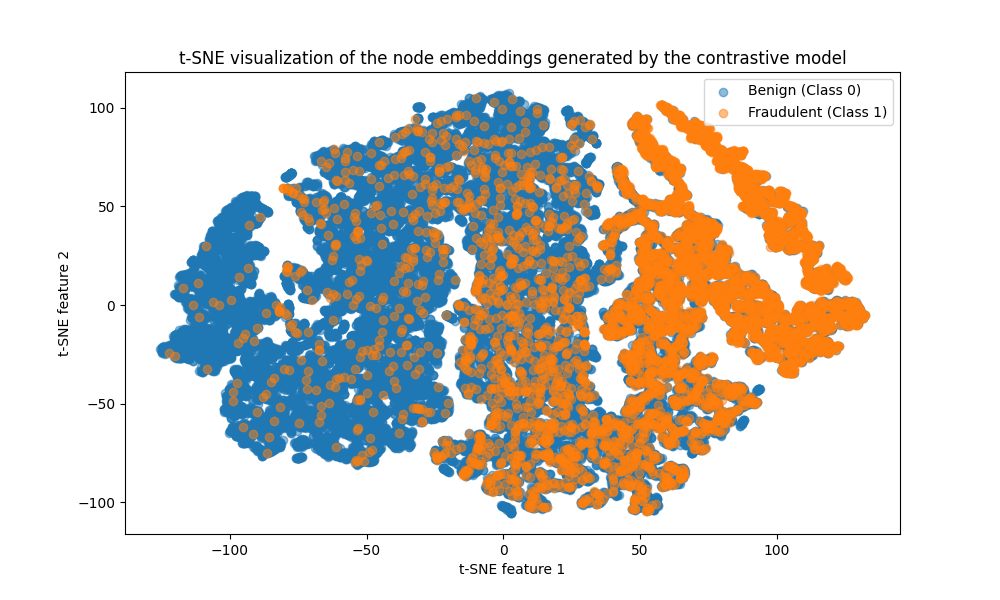 t-SNE visualization of the node embeddings generated by the contrastive model
Benign (Class 0)
Fraudulent (Class 1)
100
50
0
−50
−100
t-SNE feature 2
−100
−50
0
50
100
t-SNE feature 1